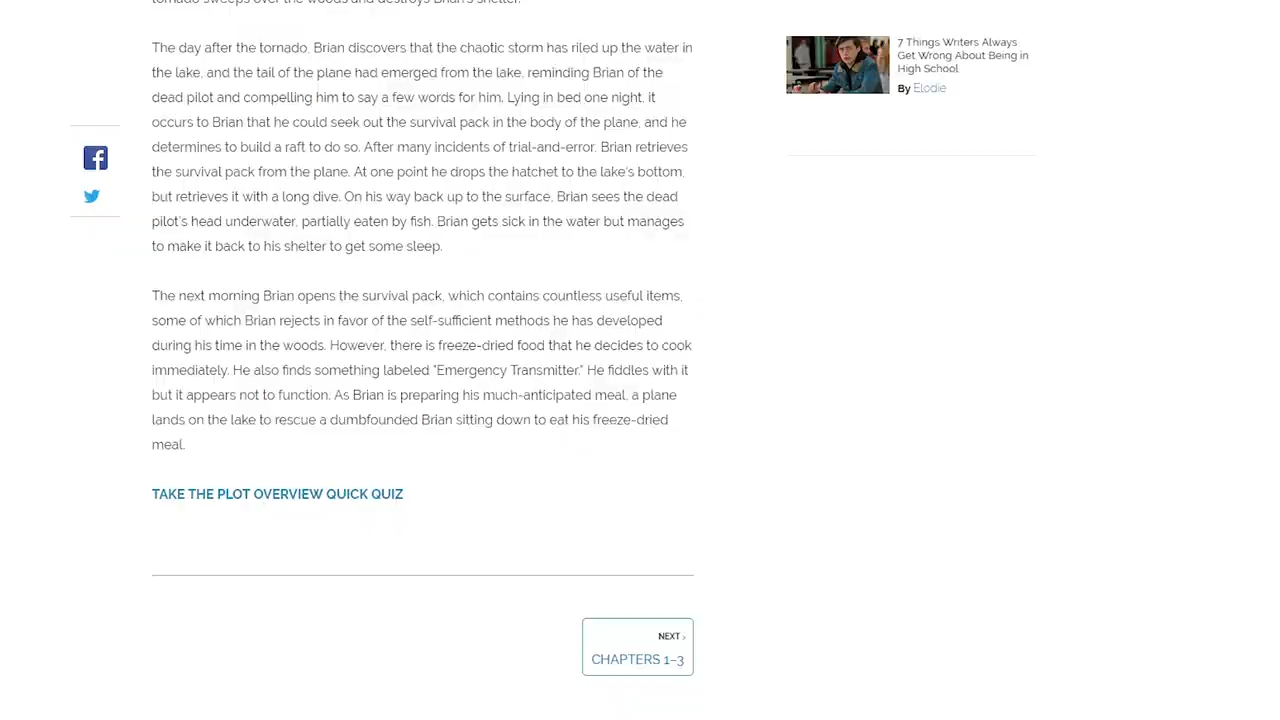 tornado sweeps over the woods and destroys Brian's shelter.
The day after the tornado, Brian discovers that the chaotic storm has riled up the water in
the lake, and the tail of the plane had emerged from the lake, reminding Brian of the
dead pilot and compelling him to say a few words for him. Lying in bed one night, it
occurs to Brian that he could seek out the survival pack in the body of the plane, and he
determines to build a raft to do so. After many incidents of trial-and-error, Brian retrieves
the survival pack from the plane. At one point he drops the hatchet to the lake's bottom,
but retrieves it with a long dive. On his way back up to the surface, Brian sees the dead
pilot's head underwater, partially eaten by fish. Brian gets sick in the water but manages
to make it back to his shelter to get some sleep.
The next morning Brian opens the survival pack, which contains countless useful items,
some of which Brian rejects in favor of the self-sufficient methods he has developed
during his time in the woods. However, there is freeze-dried food that he decides to cook
immediately. He also finds something labeled "Emergency Transmitter." He fiddles with it
but it appears not to function. As Brian is preparing his much-anticipated meal, a plane
lands on the lake to rescue a dumbfounded Brian sitting down to eat his freeze-dried
meal.
TAKE THE PLOT OVERVIEW QUICK QUIZ
NEXT >
CHAPTERS 1–3
7 Things Writers Always
Get Wrong About Being in
High School
By Elodie